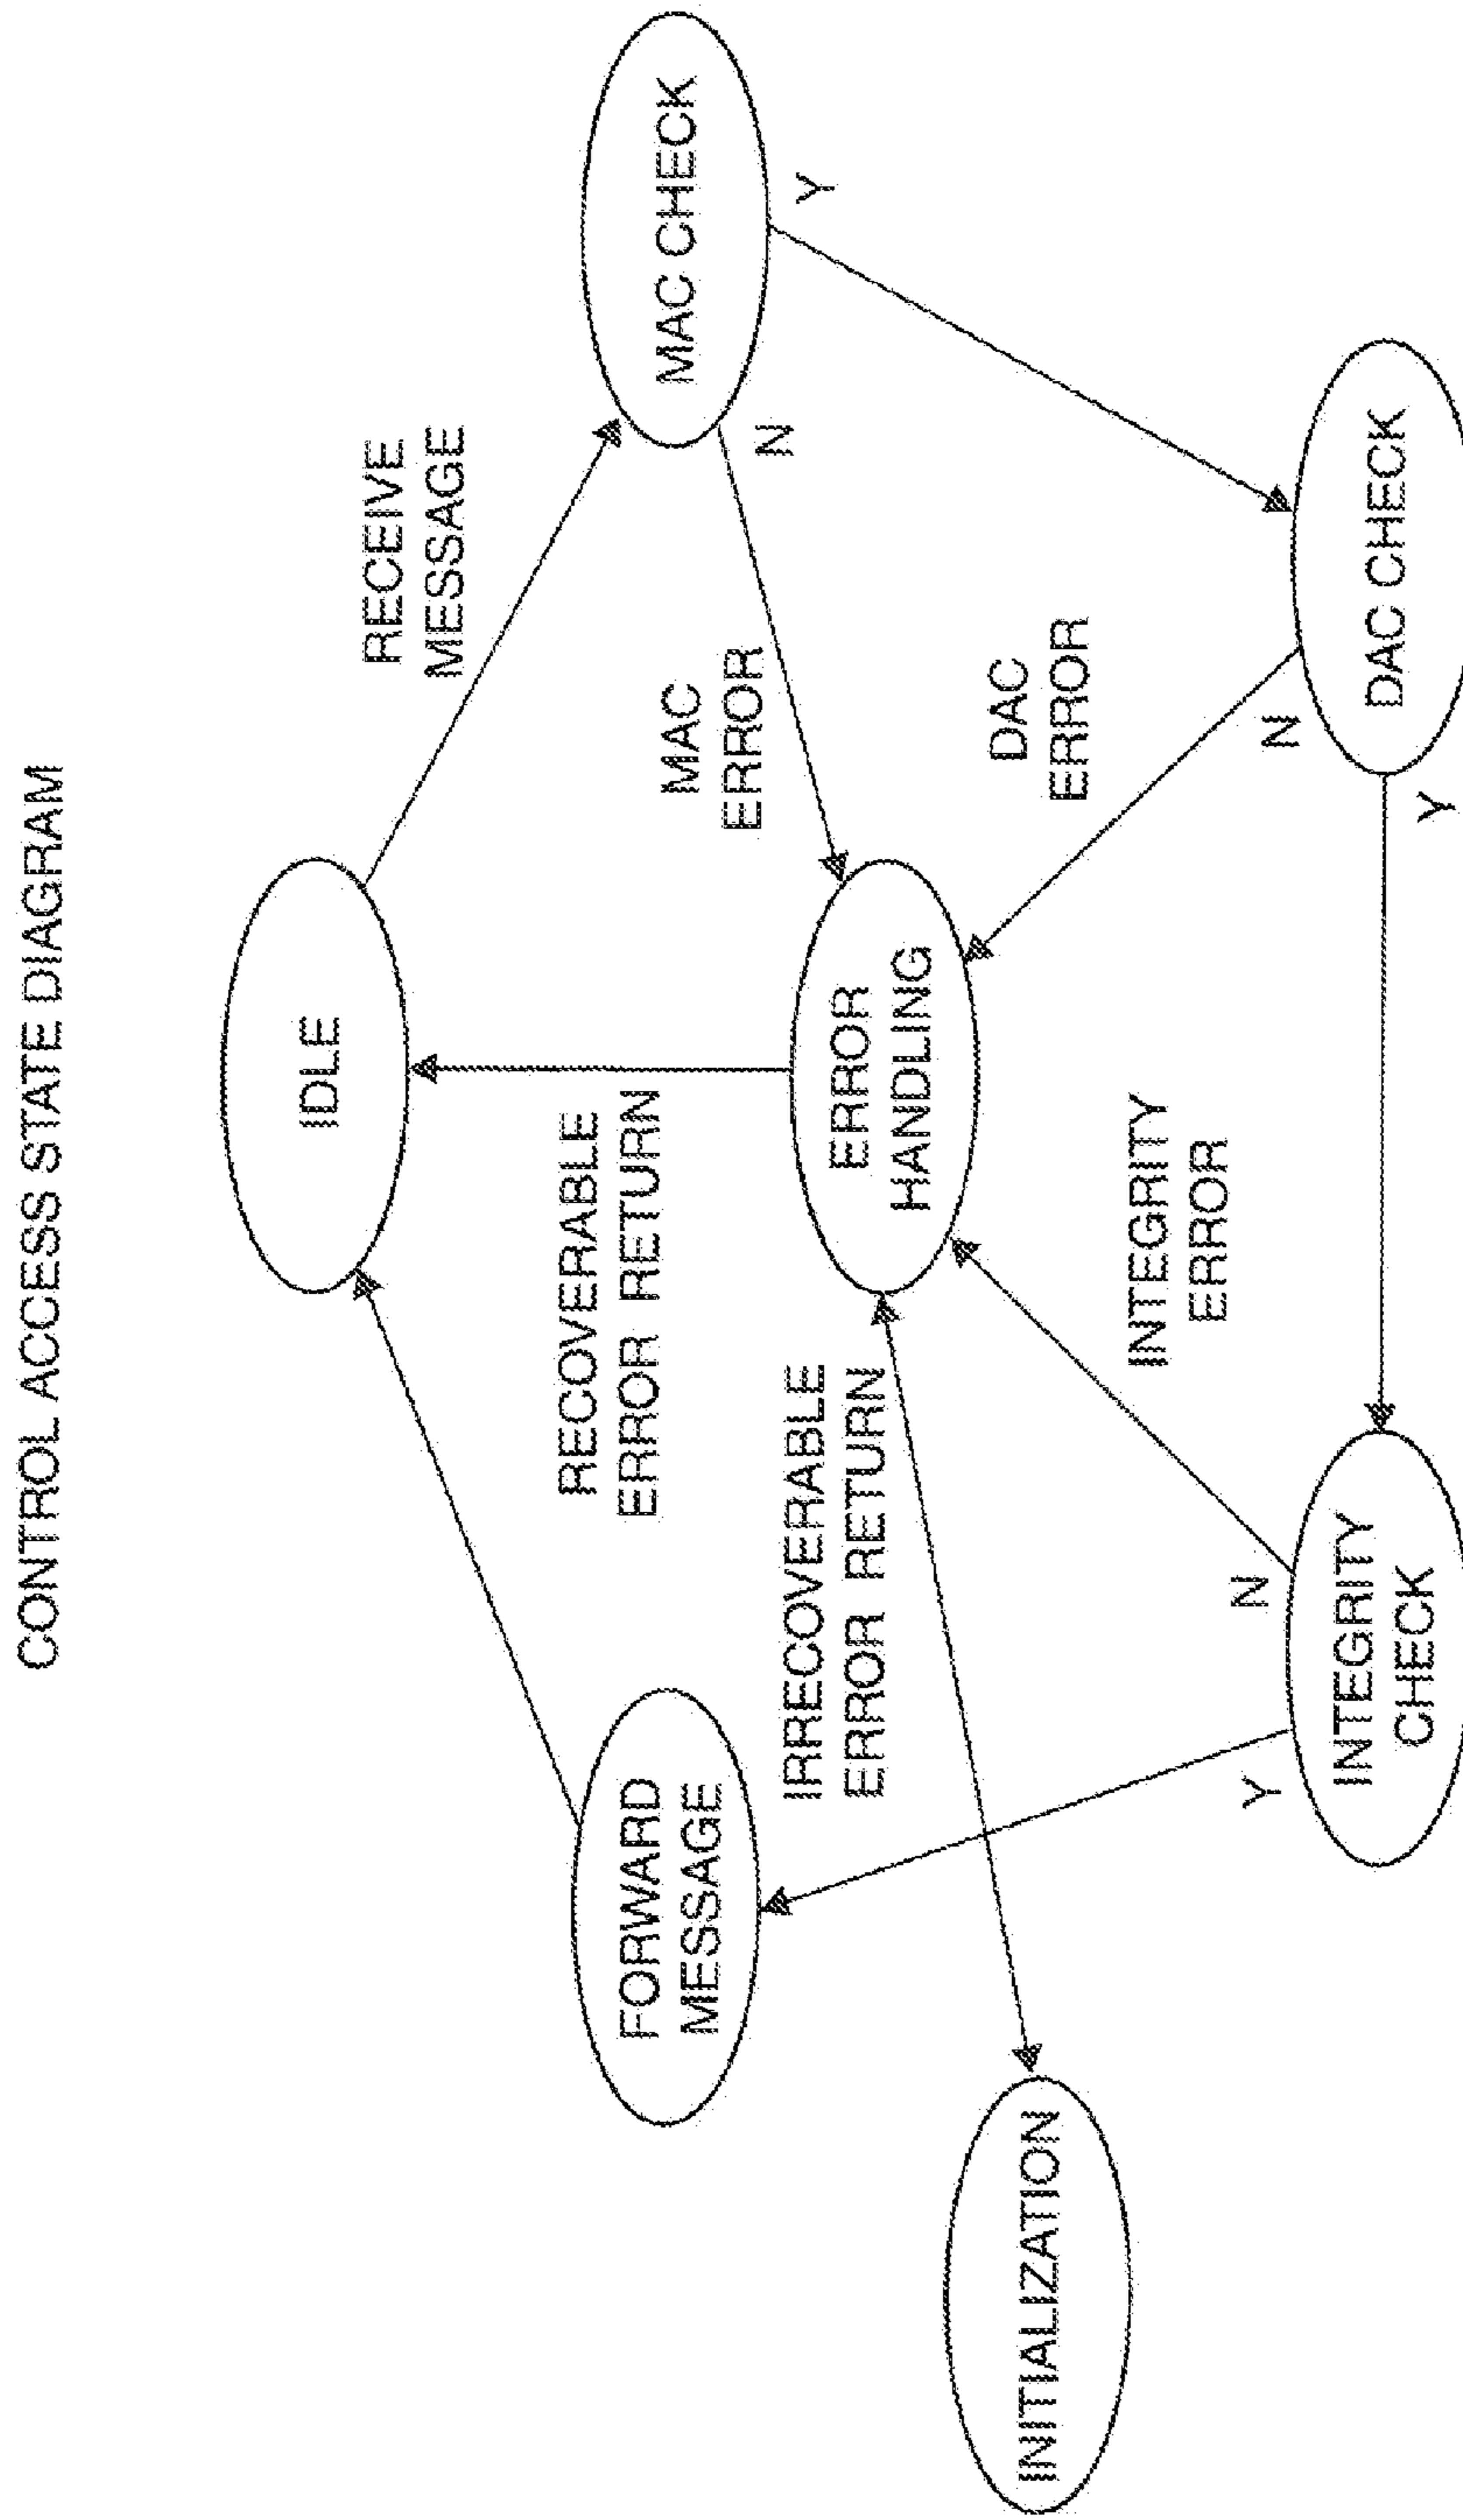 CONTROL ACCESS STATE DIAGRAM
IDLE
RECEIVE
MESSAGE
FORWARD
MESSAGE
RECOVERABLE
ERROR RETURN
MAC
ERROR
N
MAC CHECK
Y
IRRECOVERABLE
ERROR RETURN
ERROR
HANDLING
INITIALIZATION
INTEGRITY
ERROR
DAC
ERROR
Y
N
N
INTEGRITY
CHECK
DAC CHECK
Y